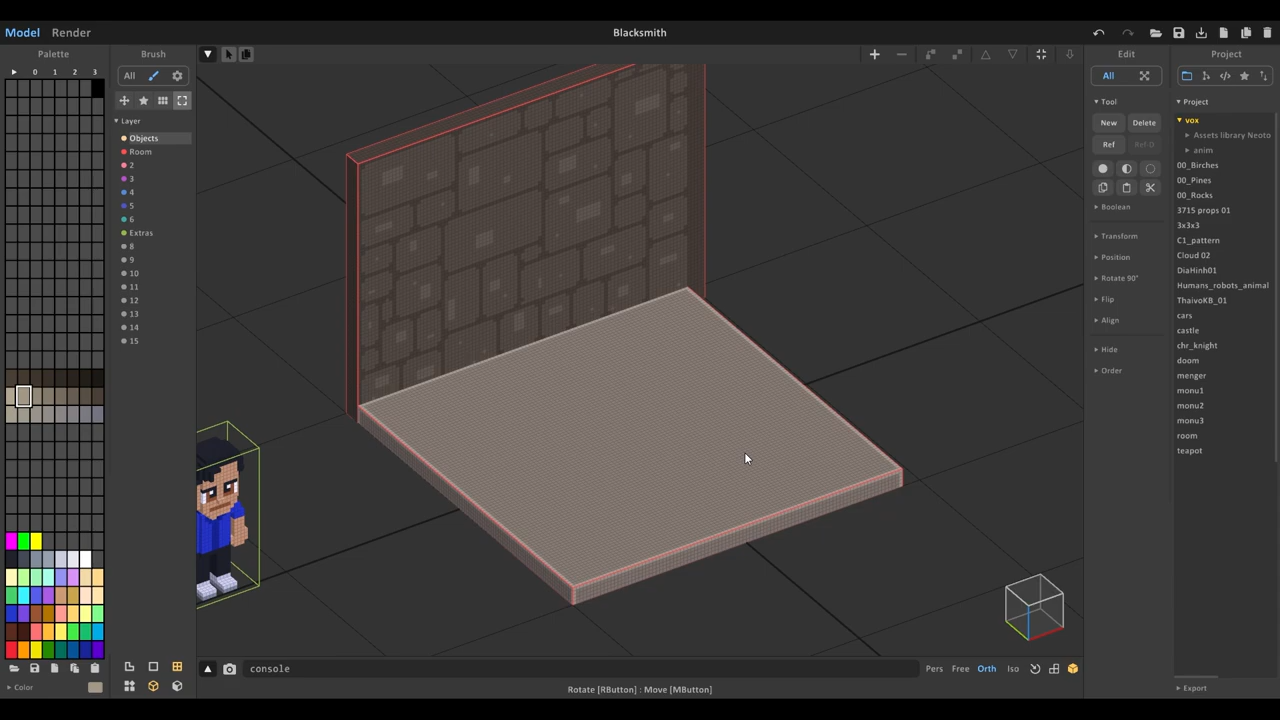 Model Render Blacksmith
Palette Brush Edit Project
0 1 2 3 All All
Layer Tool Project
Objects New Delete vox
Room Ref Ref O Assets library Neoto
2 anim
3 00_Birches
4 00_Pines
5 Boolean 00_Rocks
6 Transform 3715 props 01
Extras Position 3x3x3
8 Rotate 90° C1_pattern
9 Flip Cloud 02
10 Align DiaHinh01
11 Hide Humans_robots_animal
12 Order ThaivoKB_01
13 cars
14 castle
15 chr_knight
doom
menger
monu1
monu2
monu3
room
teapot
console Pers Free Orth Iso
Color Rotate [RButton] : Move [MButton] Export